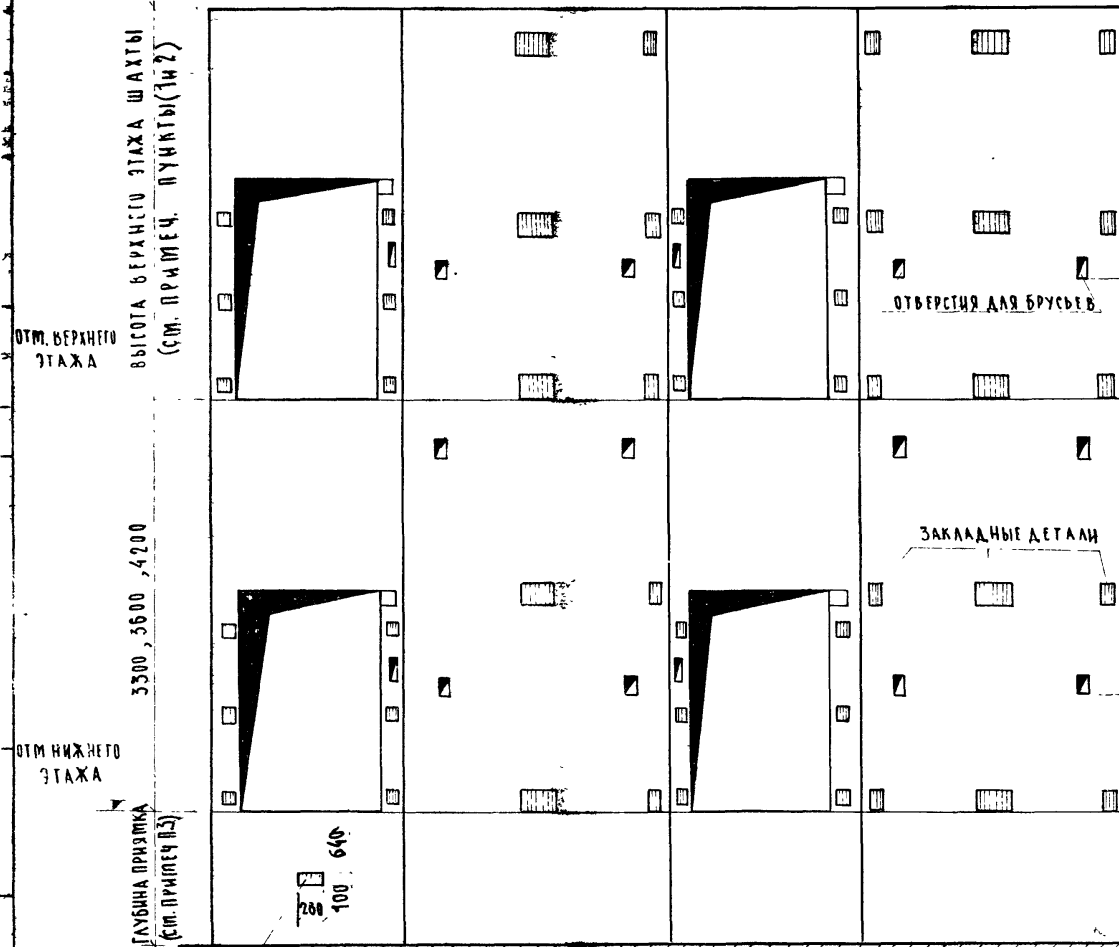 ВЫСОТА ВЕРХНЕГО ЭТАЖА ШАХТЫ
(СМ. ПРИМЕЧ. ПУНКТЫ (1и2)
ОТВЕРСТИЯ ДЛЯ БРУСЬЕВ
ОТМ. ВЕРХНЕГО
ЭТАЖА
3300, 3600, 4200
ЗАКЛАДНЫЕ ДЕТАЛИ
ОТМ НИЖНЕГО
ЭТАЖА
ГЛУБИНА ПРИЯМКА
(СМ. ПРИМЕЧ П3)
640
100
200